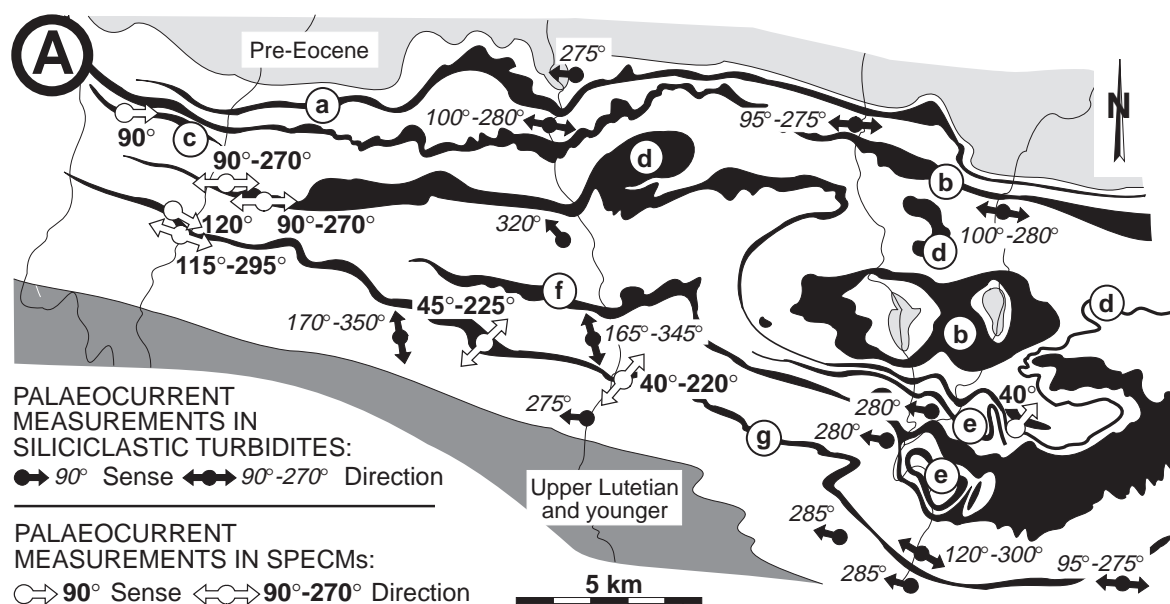 A
Pre-Eocene
275°
N
a
100°-280°
95°-275°
90°
c
90°-270°
d
b
120°
90°-270°
320°
100°-280°
d
115°-295°
f
d
45°-225°
170°-350°
165°-345°
b
40°-220°
40°
PALAEOCURRENT
MEASUREMENTS IN
SILICICLASTIC TURBIDITES:
90° Sense 90°-270° Direction
275°
280°
280°
e
g
e
Upper Lutetian
and younger
285°
120°-300°
95°-275°
285°
PALAEOCURRENT
MEASUREMENTS IN SPECMs:
90° Sense 90°-270° Direction
5 km